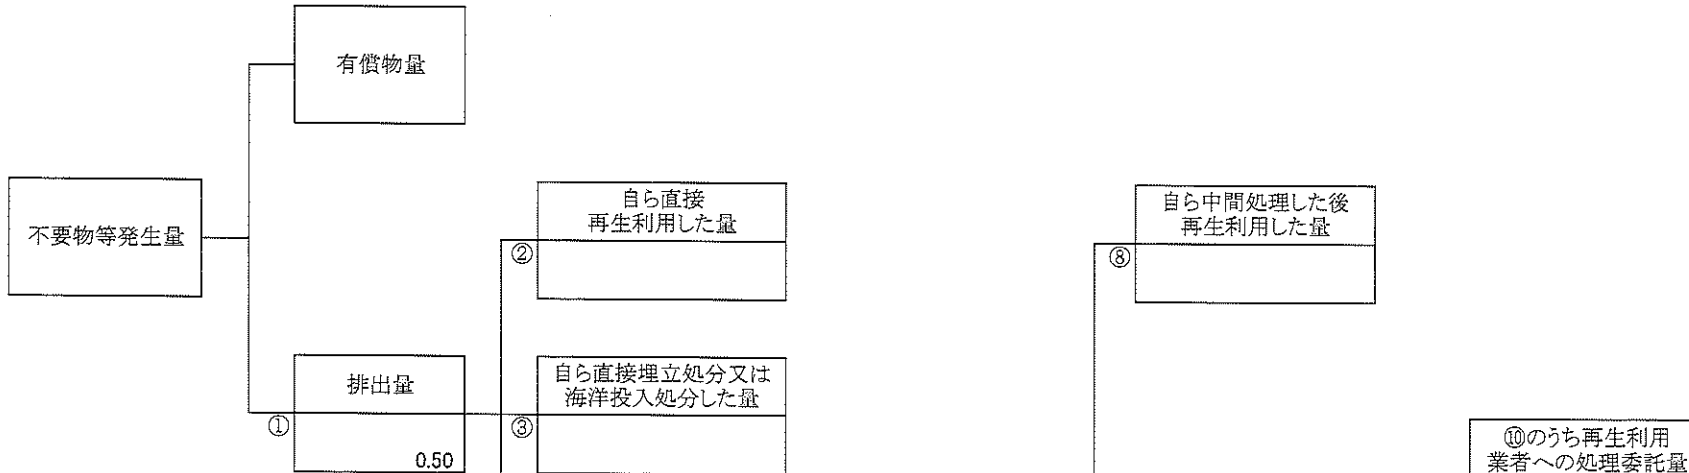 有償物量
不要物等発生量
自ら直接
再生利用した量
②
自ら中間処理した後
再生利用した量
⑧
排出量
①
0.50
自ら直接埋立処分又は
海洋投入処分した量
③
⑩のうち再生利用
業者への処理委託量